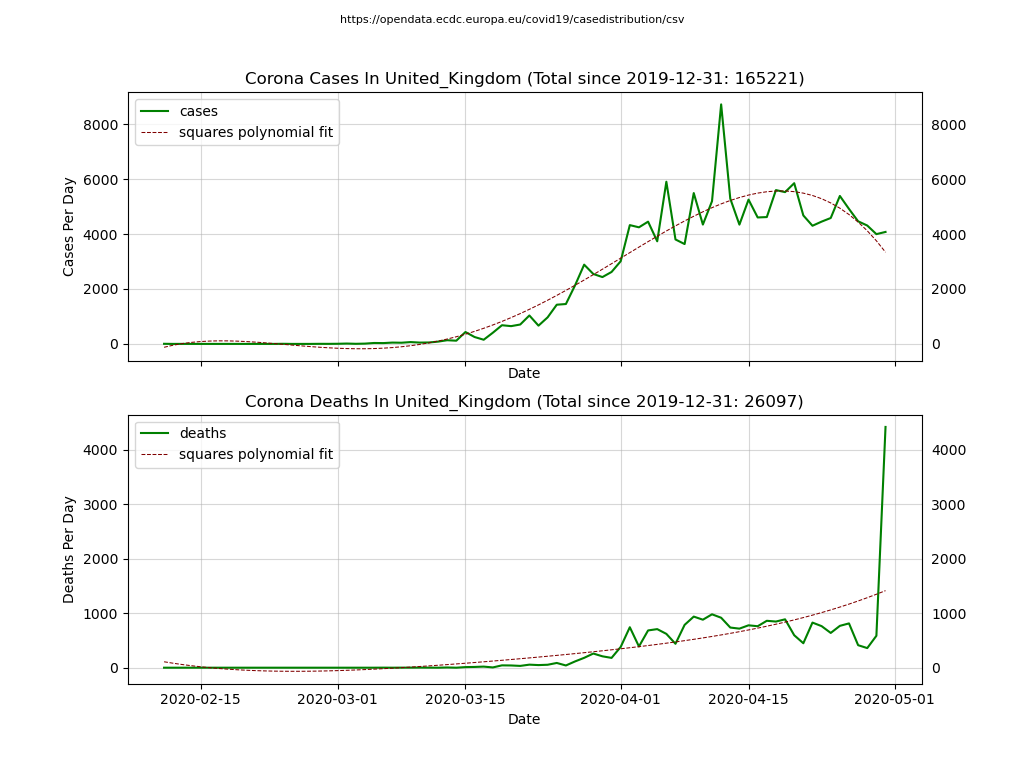 https://opendata.ecdc.europa.eu/covid19/casedistribution/csv
Corona Cases In United_Kingdom (Total since 2019-12-31: 165221)
cases
squares polynomial fit
Cases Per Day
8000
6000
4000
2000
0
8000
6000
4000
2000
0
Date
Corona Deaths In United_Kingdom (Total since 2019-12-31: 26097)
deaths
squares polynomial fit
Deaths Per Day
4000
3000
2000
1000
0
4000
3000
2000
1000
0
2020-02-15 2020-03-01 2020-03-15 2020-04-01 2020-04-15 2020-05-01
Date